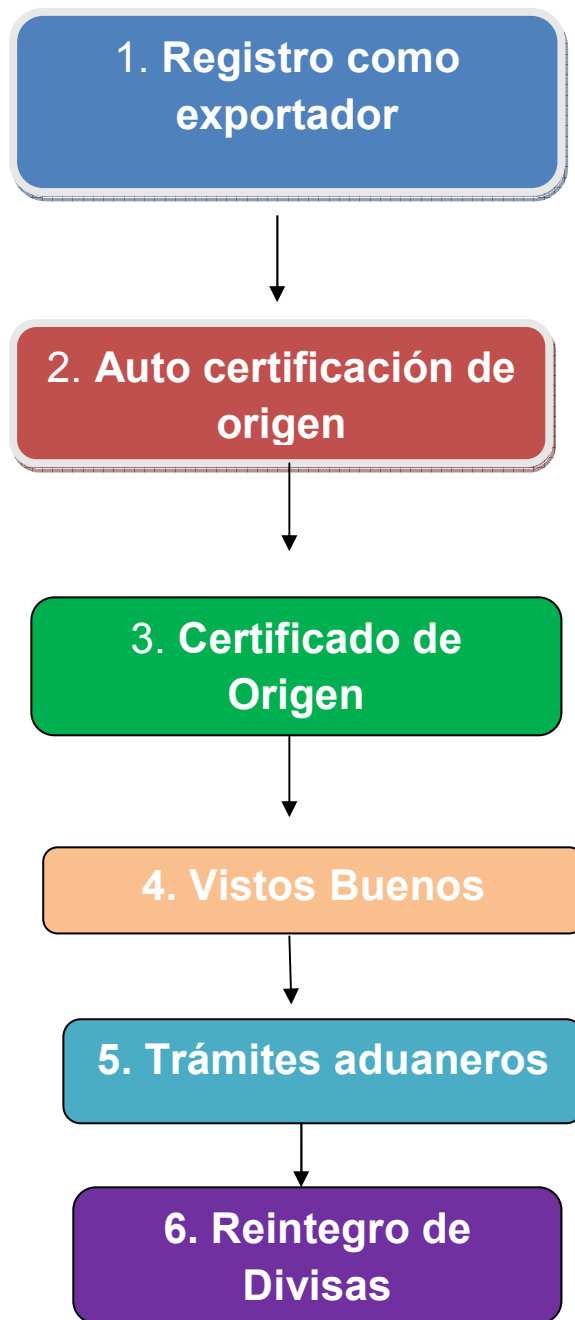 1. Registro como
exportador
2. Auto certificación de
origen
3. Certificado de
Origen
4. Vistos Buenos
5. Trámites aduaneros
6. Reintegro de
Divisas